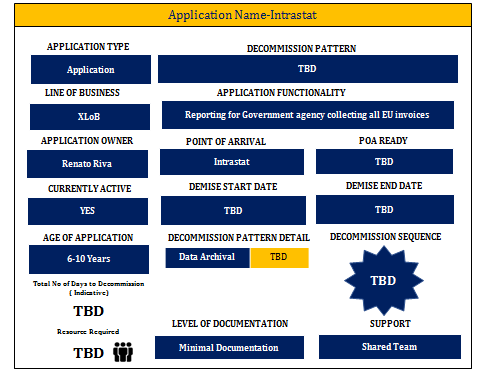 Application Name-Intrastat
APPLICATION TYPE
DECOMMISSION PATTERN
Application
TBD
LINE OF BUSINESS
APPLICATION FUNCTIONALITY
XLoB
Reporting for Government agency collecting all EU invoices
APPLICATION OWNER
POINT OF ARRIVAL
POA READY
Renato Riva
Intrastat
TBD
CURRENTLY ACTIVE
DEMISE START DATE
DEMISE END DATE
YES
TBD
TBD
AGE OF APPLICATION
DECOMMISSION PATTERN DETAIL
DECOMMISSION SEQUENCE
6-10 Years
Data Archival
TBD
TBD
Total No of Days to Decommission
( Indicative)
TBD
Resource Required
TBD
LEVEL OF DOCUMENTATION
SUPPORT
Minimal Documentation
Shared Team